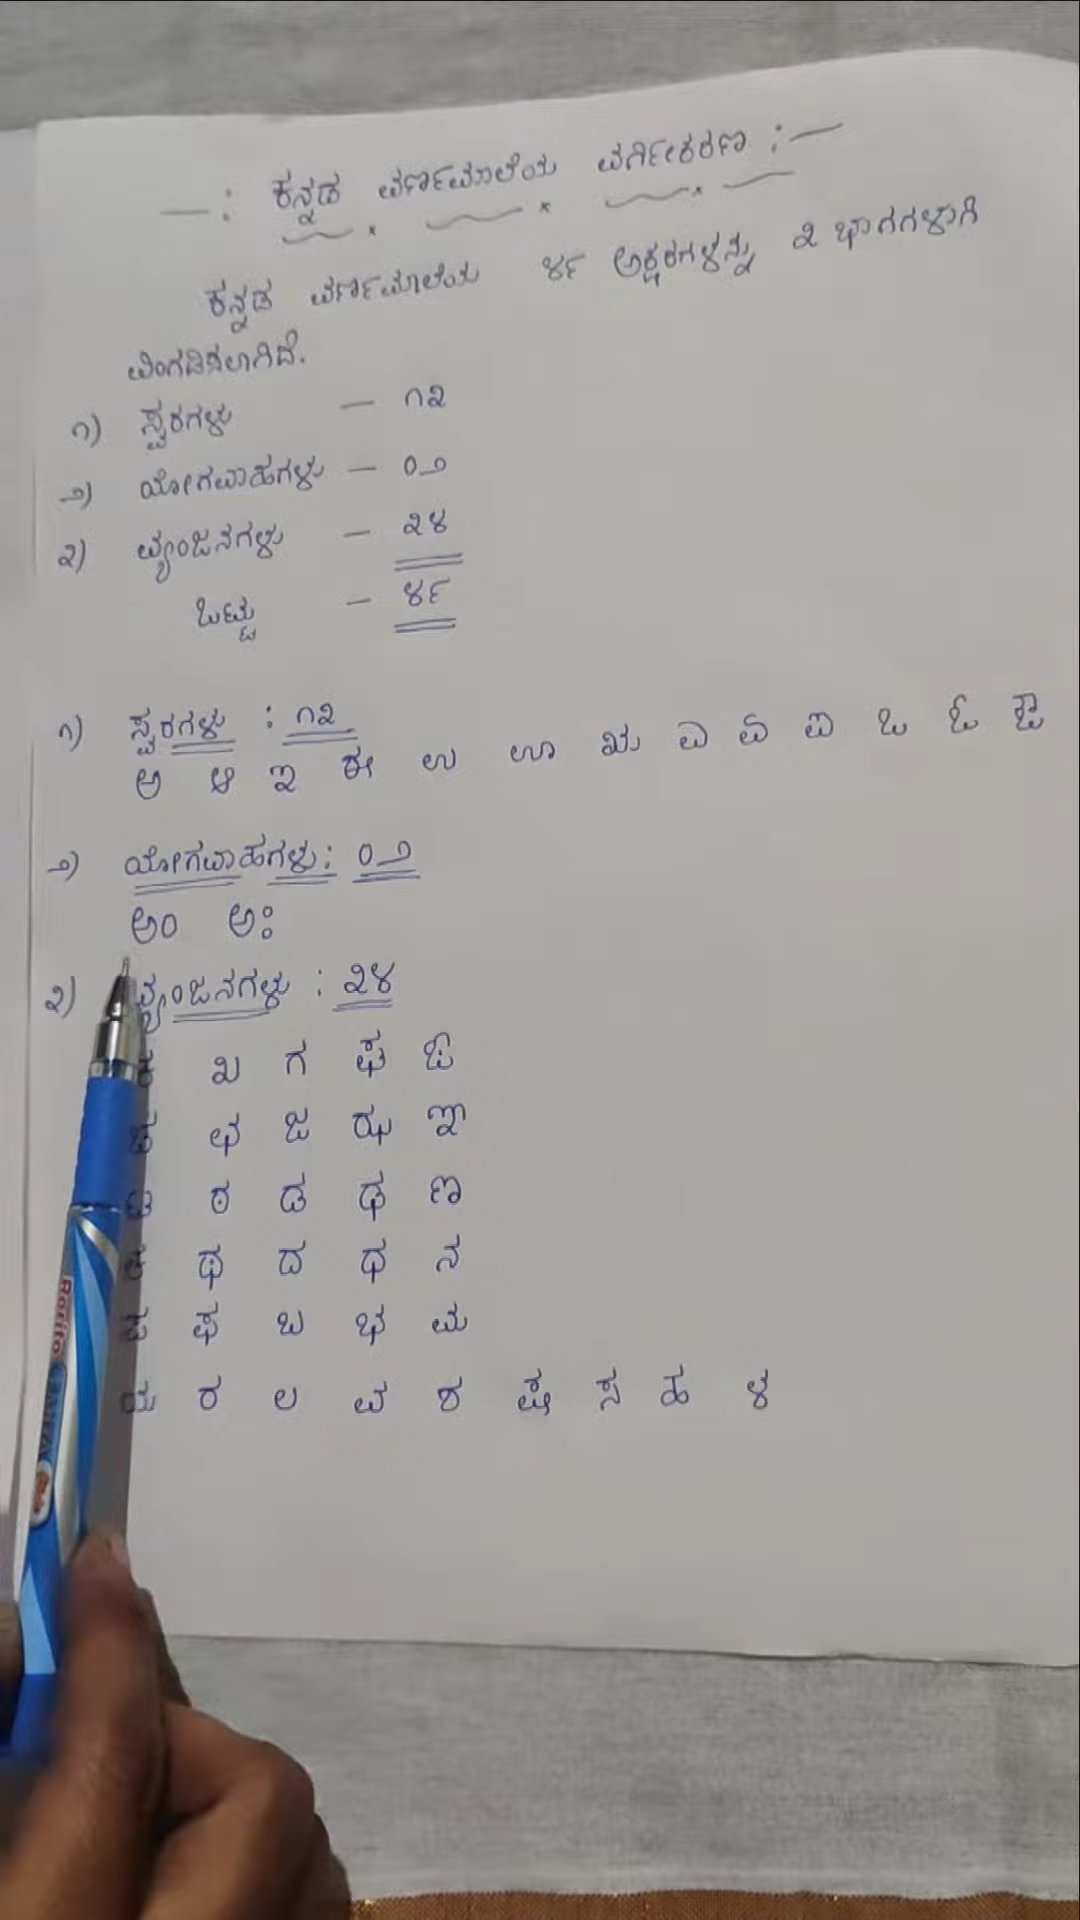 —: ಕನ್ನಡ ವರ್ಣಮಾಲೆಯ ವರ್ಗೀಕರಣ :—
ಕನ್ನಡ ವರ್ಣಮಾಲೆಯ ೪೯ ಅಕ್ಷರಗಳನ್ನು ೩ ಭಾಗಗಳಾಗಿ
ವಿಂಗಡಿಸಲಾಗಿದೆ.
೧) ಸ್ವರಗಳು — ೧೩
೨) ಯೋಗವಾಹಗಳು — ೦೨
೩) ವ್ಯಂಜನಗಳು — ೩೪
ಒಟ್ಟು — ೪೯
೧) ಸ್ವರಗಳು : ೧೩
ಅ ಆ ಇ ಈ ಉ ಊ ಋ ಎ ಏ ಐ ಒ ಓ ಔ
೨) ಯೋಗವಾಹಗಳು: ೦೨
ಅಂ ಅಃ
೩) ವ್ಯಂಜನಗಳು : ೩೪
ಕ ಖ ಗ ಘ ಙ
ಚ ಛ ಜ ಝ ಞ
ಟ ಠ ಡ ಢ ಣ
ತ ಥ ದ ಧ ನ
ಪ ಫ ಬ ಭ ಮ
ಯ ರ ಲ ವ ಶ ಷ ಸ ಹ ಳ
Rorito